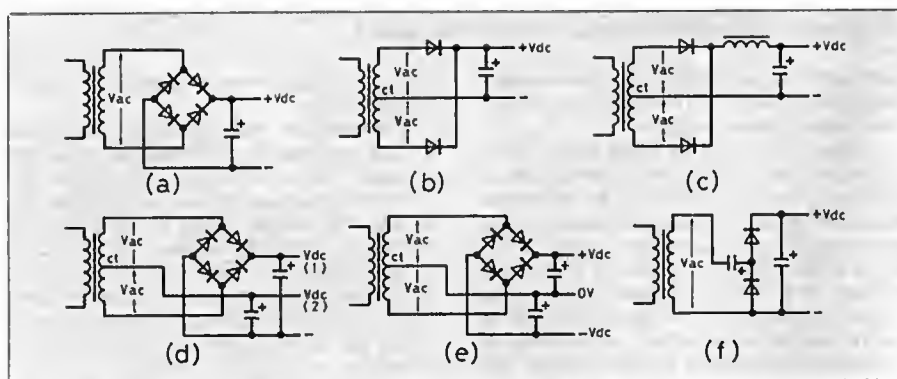 Vac
+Vdc
+
-
(a)
Vac
ct
Vac
+Vdc
+
-
(b)
Vac
ct
Vac
+Vdc
+
-
(c)
Vac
ct
Vac
Vdc
(1)
+
Vdc
(2)
+
-
(d)
Vac
ct
Vac
+Vdc
+
0V
+
-Vdc
(e)
Vac
+
+Vdc
+
-
(f)